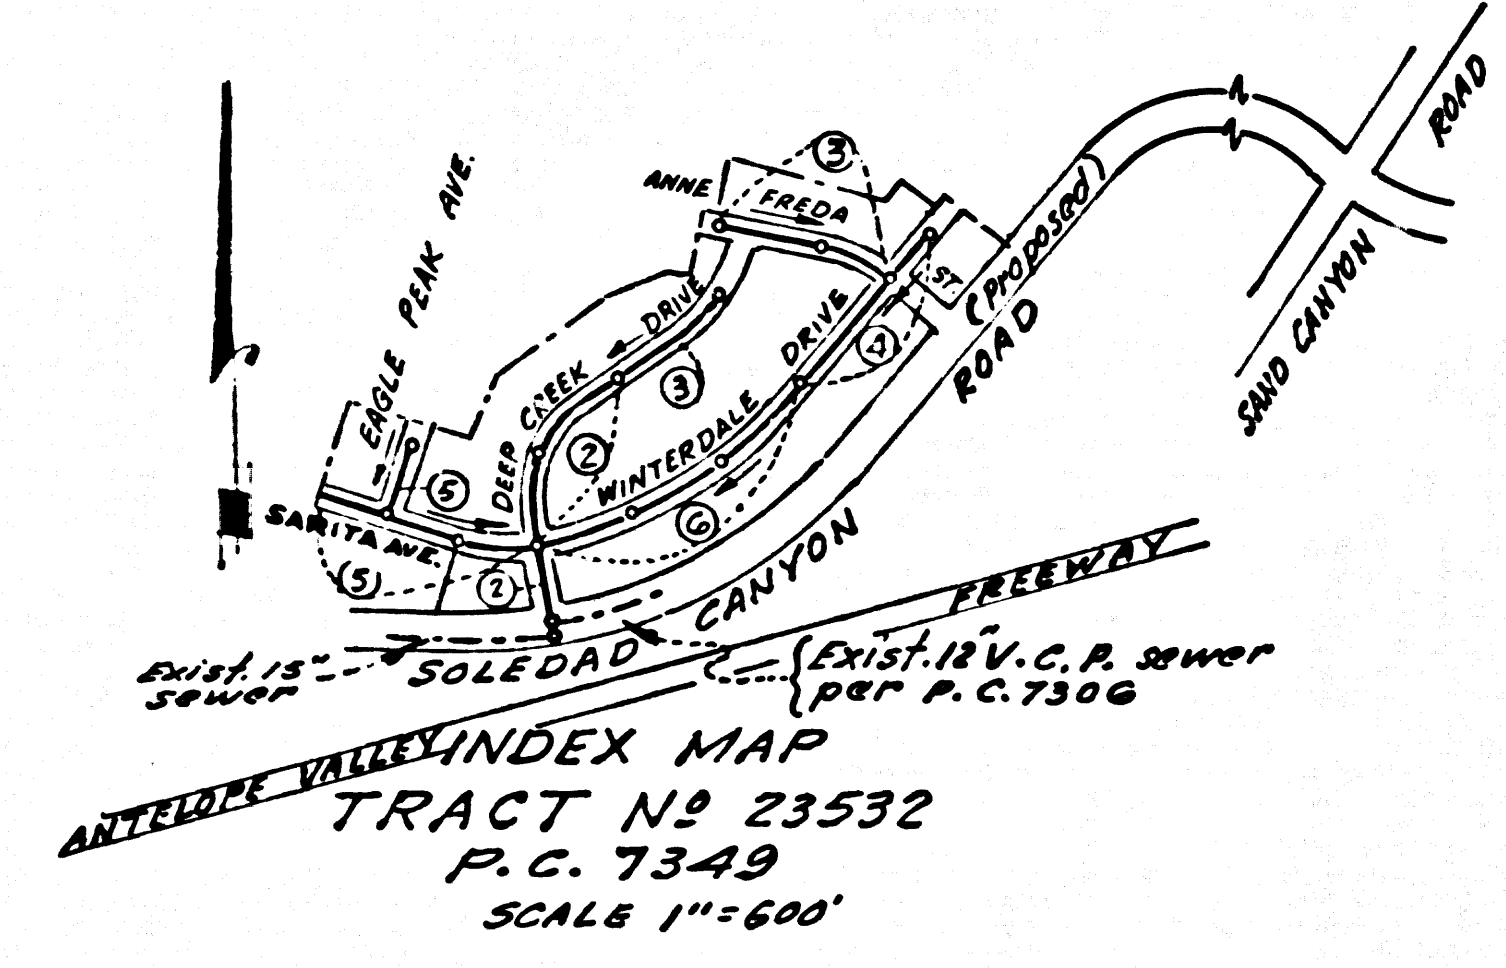 EAGLE PEAK AVE.
ANNE FREDA ST.
3
DEEP CREEK DRIVE
3
2
WINTERDALE DRIVE
4
6
5
SARITA AVE.
5
2
SOLEDAD CANYON ROAD (Proposed)
SAND CANYON ROAD
ANTELOPE VALLEY FREEWAY
Exist. 15"
sewer
Exist. 12" V.C.P. sewer
per P.C. 7306
INDEX MAP
TRACT No 23532
P.C. 7349
SCALE 1"=600'